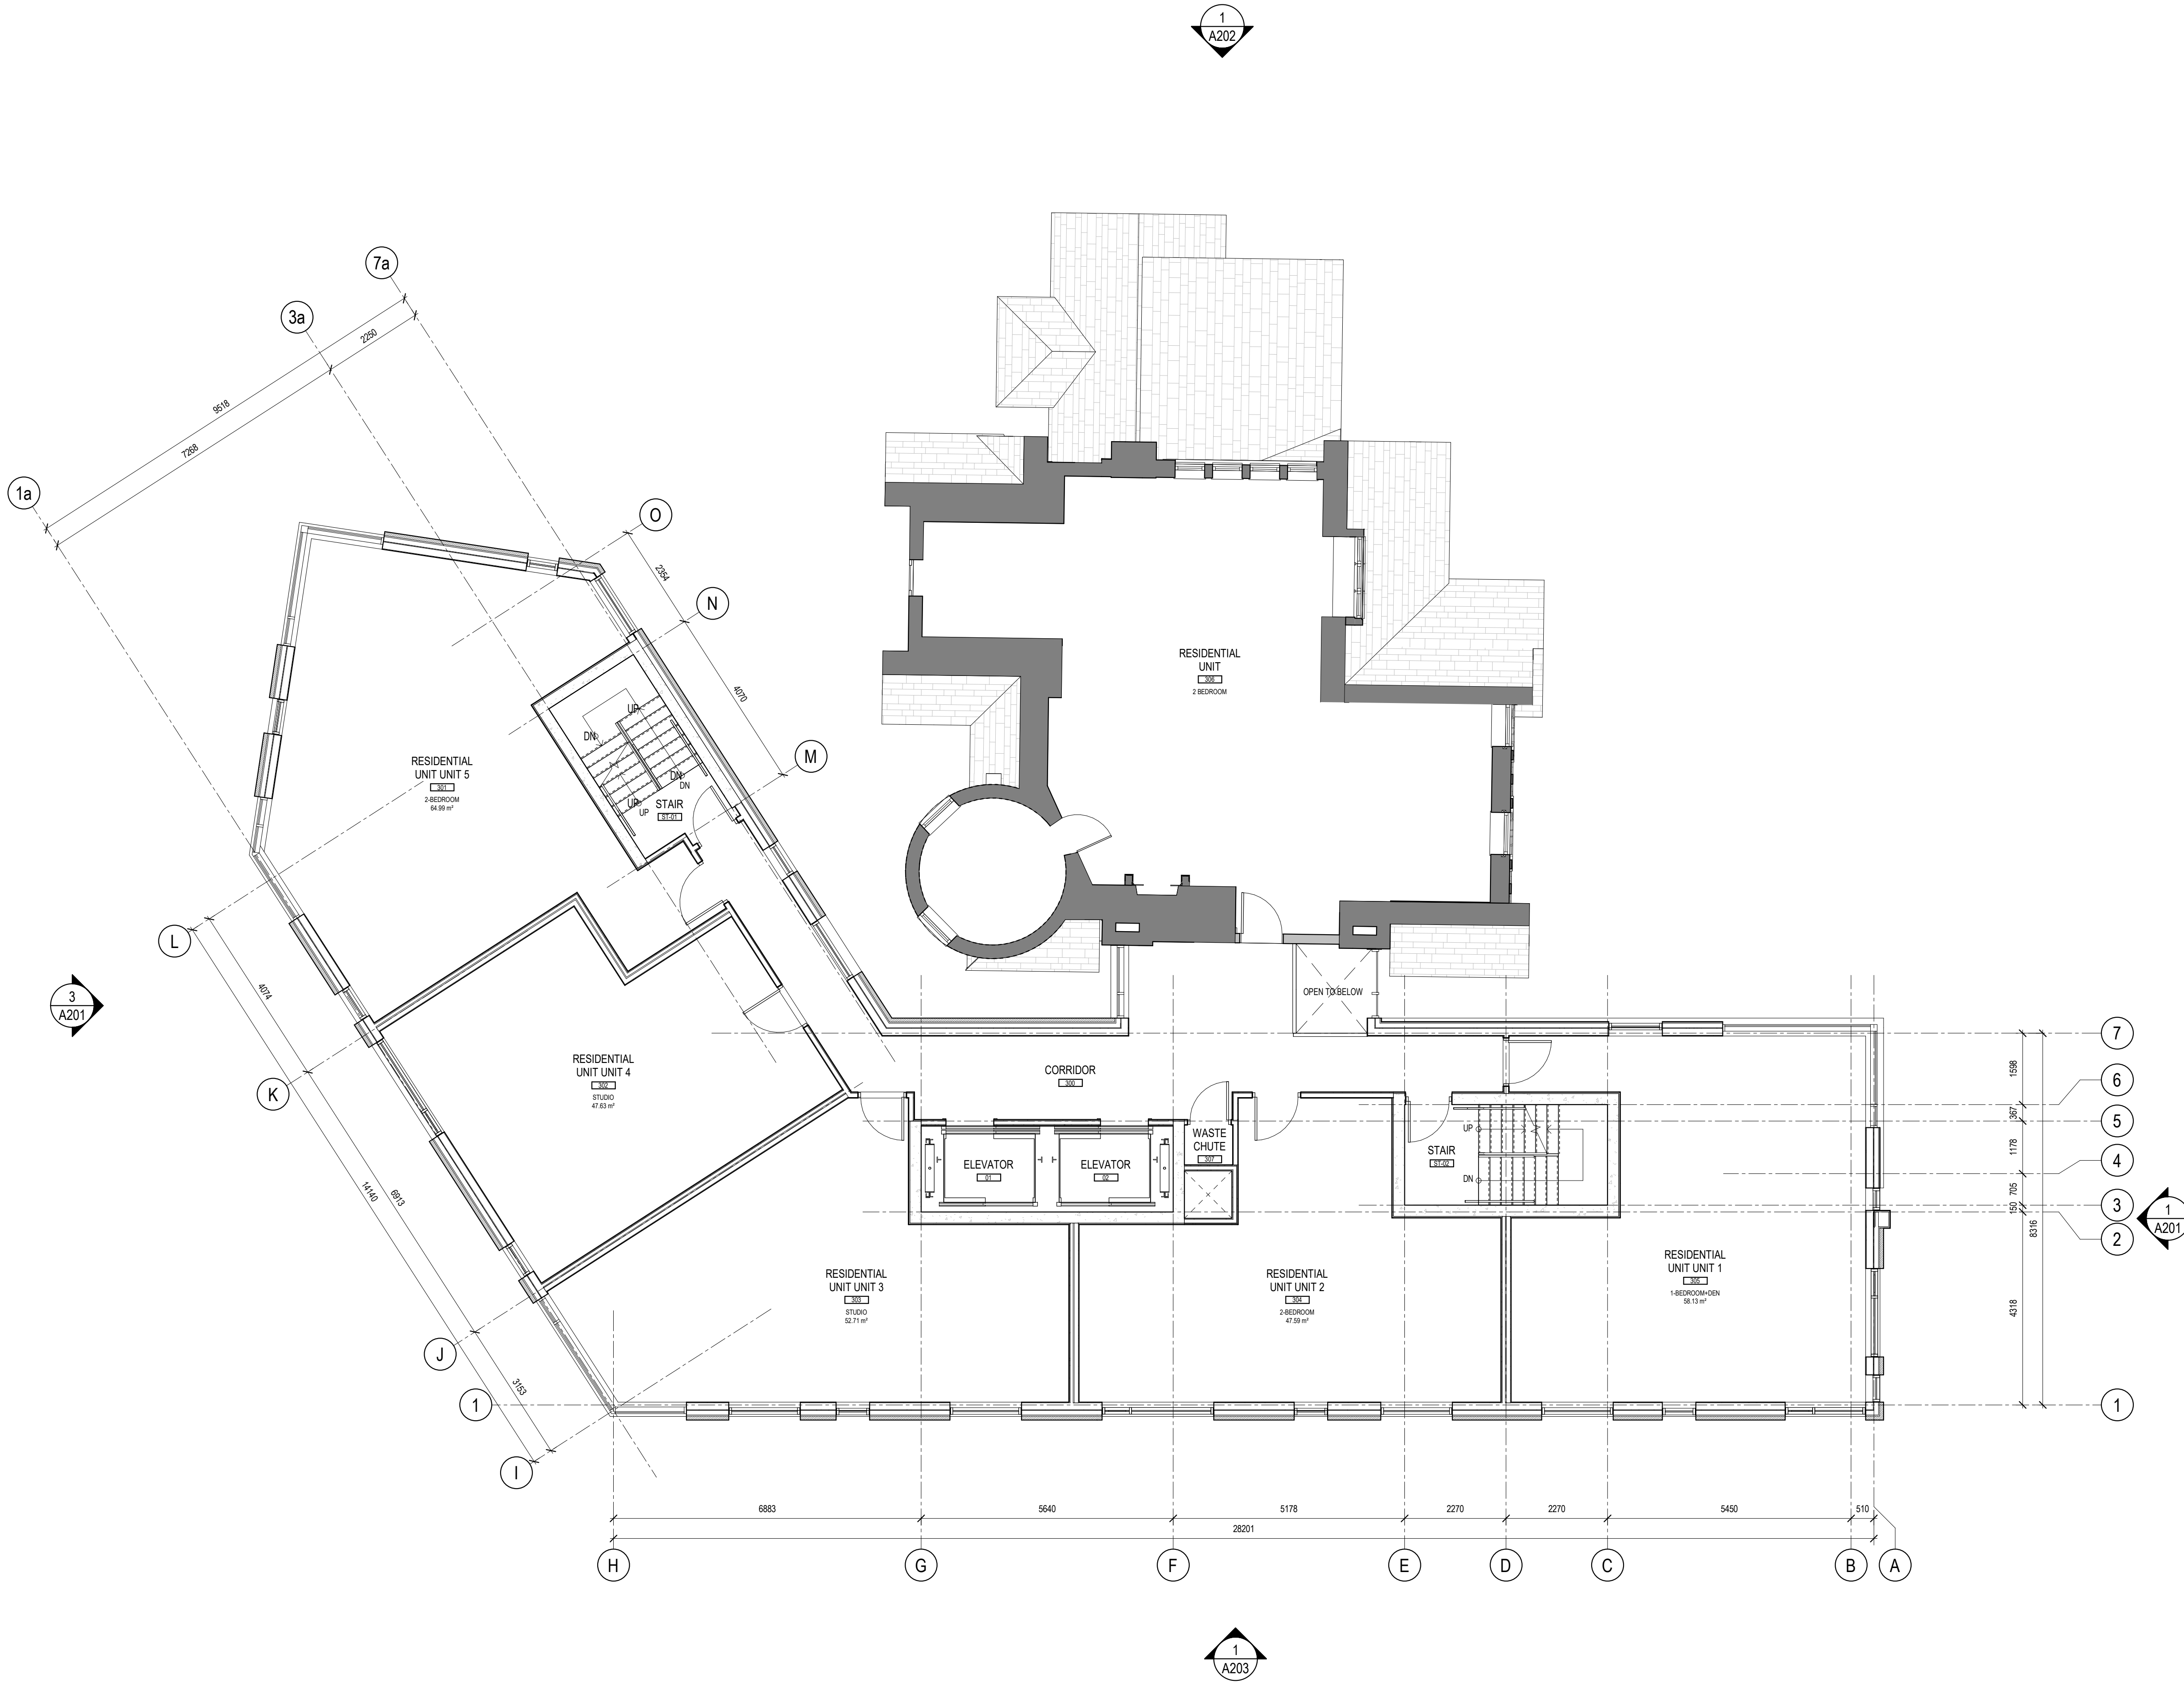 1
A202
7a
3a
2250
9518
7268
1a
O
2354
N
4070
M
RESIDENTIAL
UNIT
306
2 BEDROOM
UP
DN
DN
DN
UP
UP
STAIR
ST-01
RESIDENTIAL
UNIT UNIT 5
301
2-BEDROOM
64.99 m²
L
4074
3
A201
K
OPEN TO BELOW
RESIDENTIAL
UNIT UNIT 4
302
STUDIO
47.63 m²
CORRIDOR
300
7
1598
6
367
5
1178
4
705
3
150
2
8316
4318
1
1
A201
WASTE
CHUTE
307
ELEVATOR
01
ELEVATOR
02
UP
STAIR
ST-02
DN
14140
6913
RESIDENTIAL
UNIT UNIT 3
303
STUDIO
52.71 m²
RESIDENTIAL
UNIT UNIT 2
304
2-BEDROOM
47.59 m²
RESIDENTIAL
UNIT UNIT 1
305
1-BEDROOM+DEN
58.13 m²
J
3153
1
I
6883
5640
5178
2270
2270
5450
510
28201
H
G
F
E
D
C
B
A
1
A203